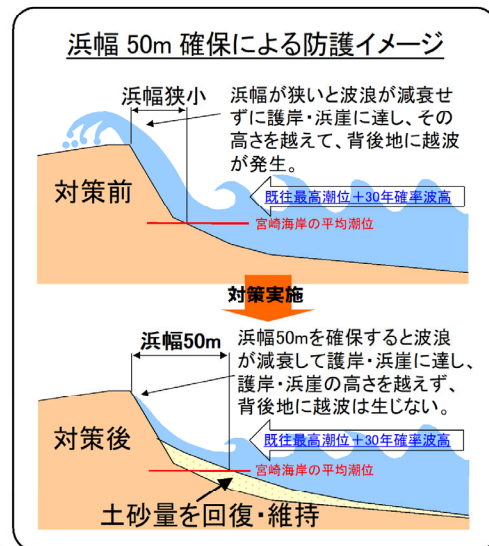 浜幅50m確保による防護イメージ
浜幅狭小
浜幅が狭いと波浪が減衰せ
ずに護岸・浜崖に達し、その
高さを越えて、背後地に越波
が発生。
対策前
既往最高潮位+30年確率波高
宮崎海岸の平均潮位
対策実施
浜幅50m
浜幅50mを確保すると波浪
が減衰して護岸・浜崖に達し、
護岸・浜崖の高さを越えず、
背後地に越波は生じない。
対策後
既往最高潮位+30年確率波高
宮崎海岸の平均潮位
土砂量を回復・維持